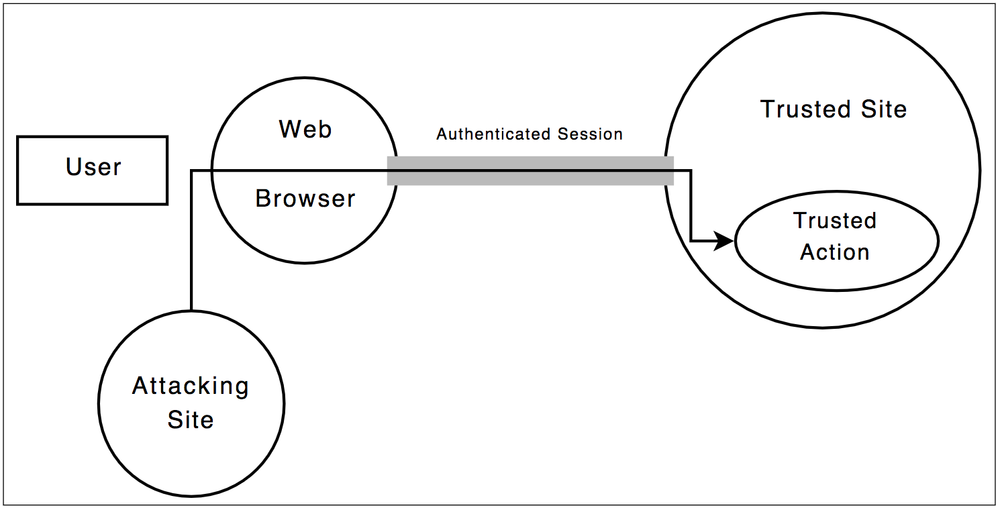 User
Web
Browser
Authenticated Session
Trusted Site
Trusted
Action
Attacking
Site